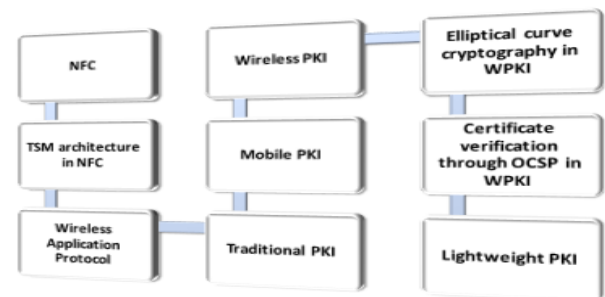 NFC
TSM architecture
in NFC
Wireless
Application
Protocol
Traditional PKI
Mobile PKI
Wireless PKI
Elliptical curve
cryptography in
WPKI
Certificate
verification
through OCSP in
WPKI
Lightweight PKI